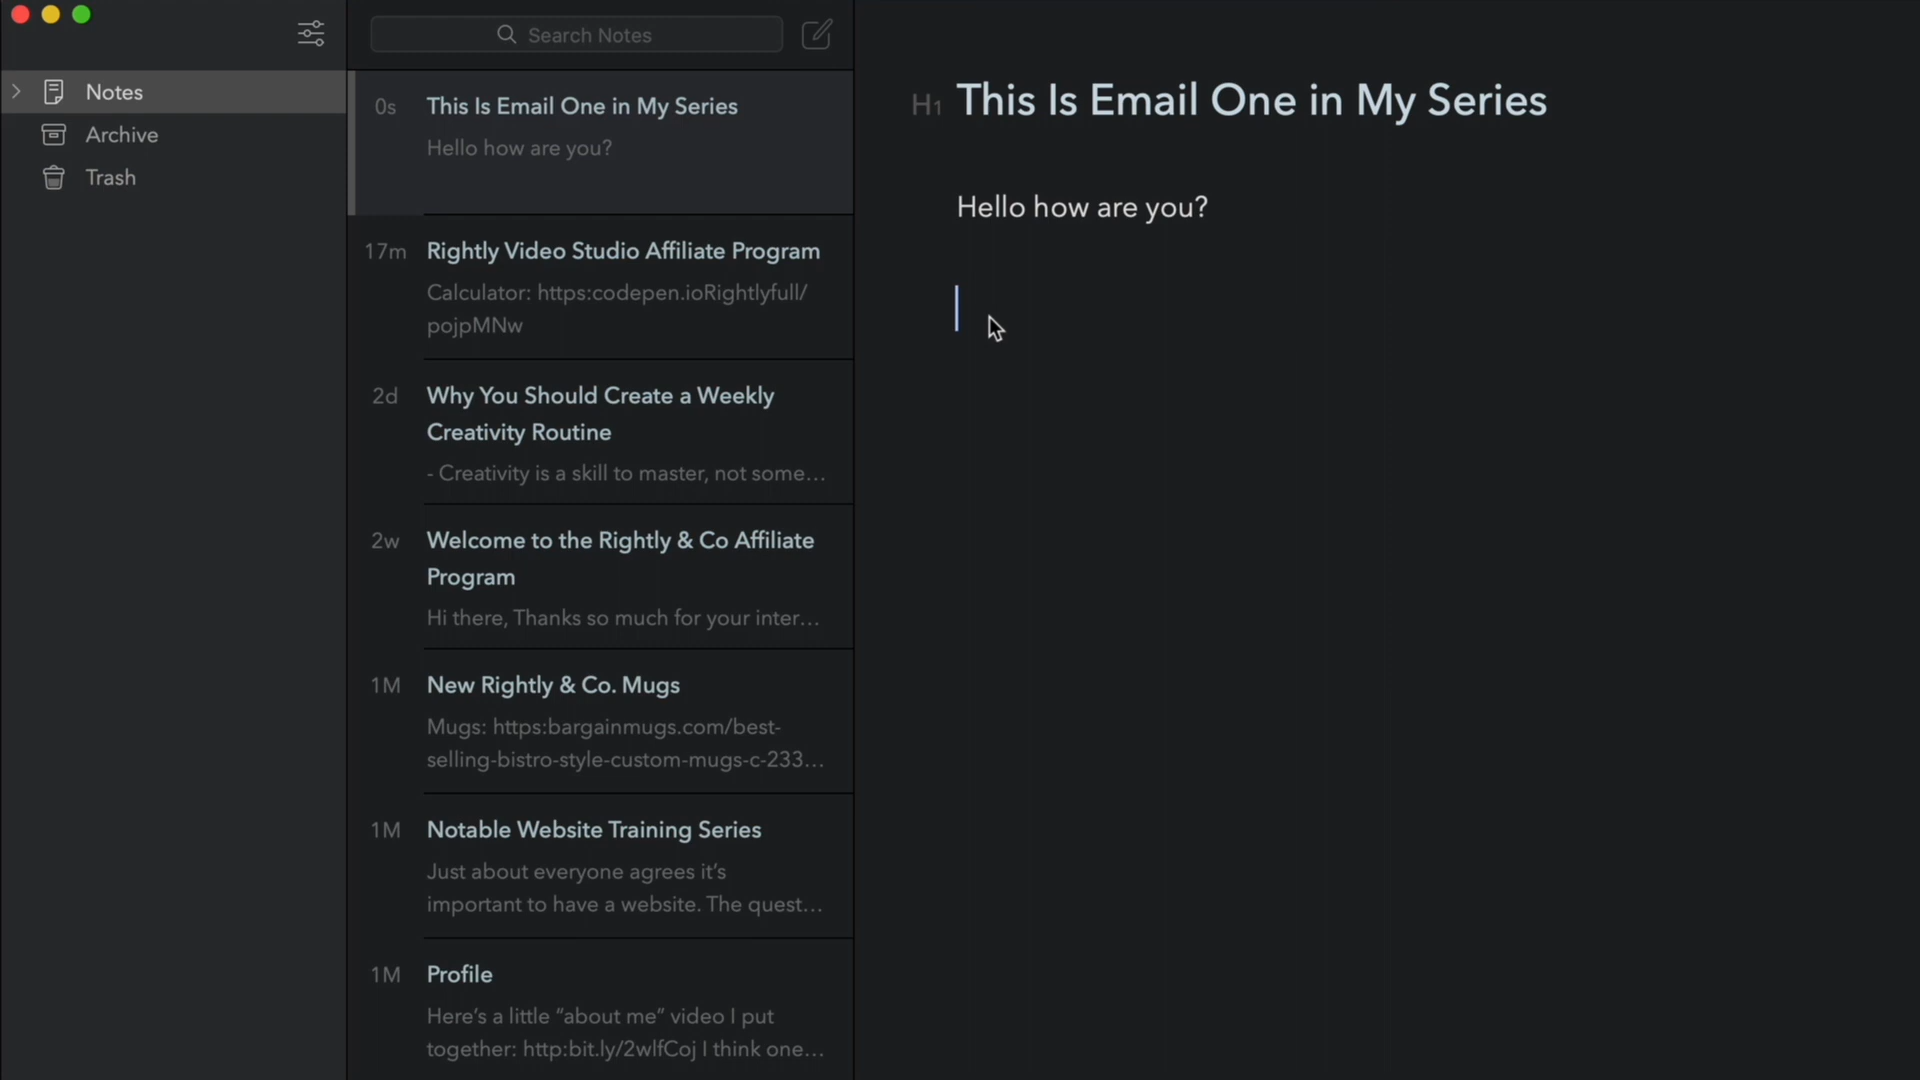 Search Notes
Notes
Archive
Trash
0s
This Is Email One in My Series
Hello how are you?
17m
Rightly Video Studio Affiliate Program
Calculator: https:codepen.ioRightlyfull/
pojpMNw
2d
Why You Should Create a Weekly
Creativity Routine
- Creativity is a skill to master, not some...
2w
Welcome to the Rightly & Co Affiliate
Program
Hi there, Thanks so much for your inter...
1M
New Rightly & Co. Mugs
Mugs: https:bargainmugs.com/best-
selling-bistro-style-custom-mugs-c-233...
1M
Notable Website Training Series
Just about everyone agrees it's
important to have a website. The quest...
1M
Profile
Here's a little “about me” video I put
together: http:bit.ly/2wlfCoj I think one...
H1
This Is Email One in My Series
Hello how are you?